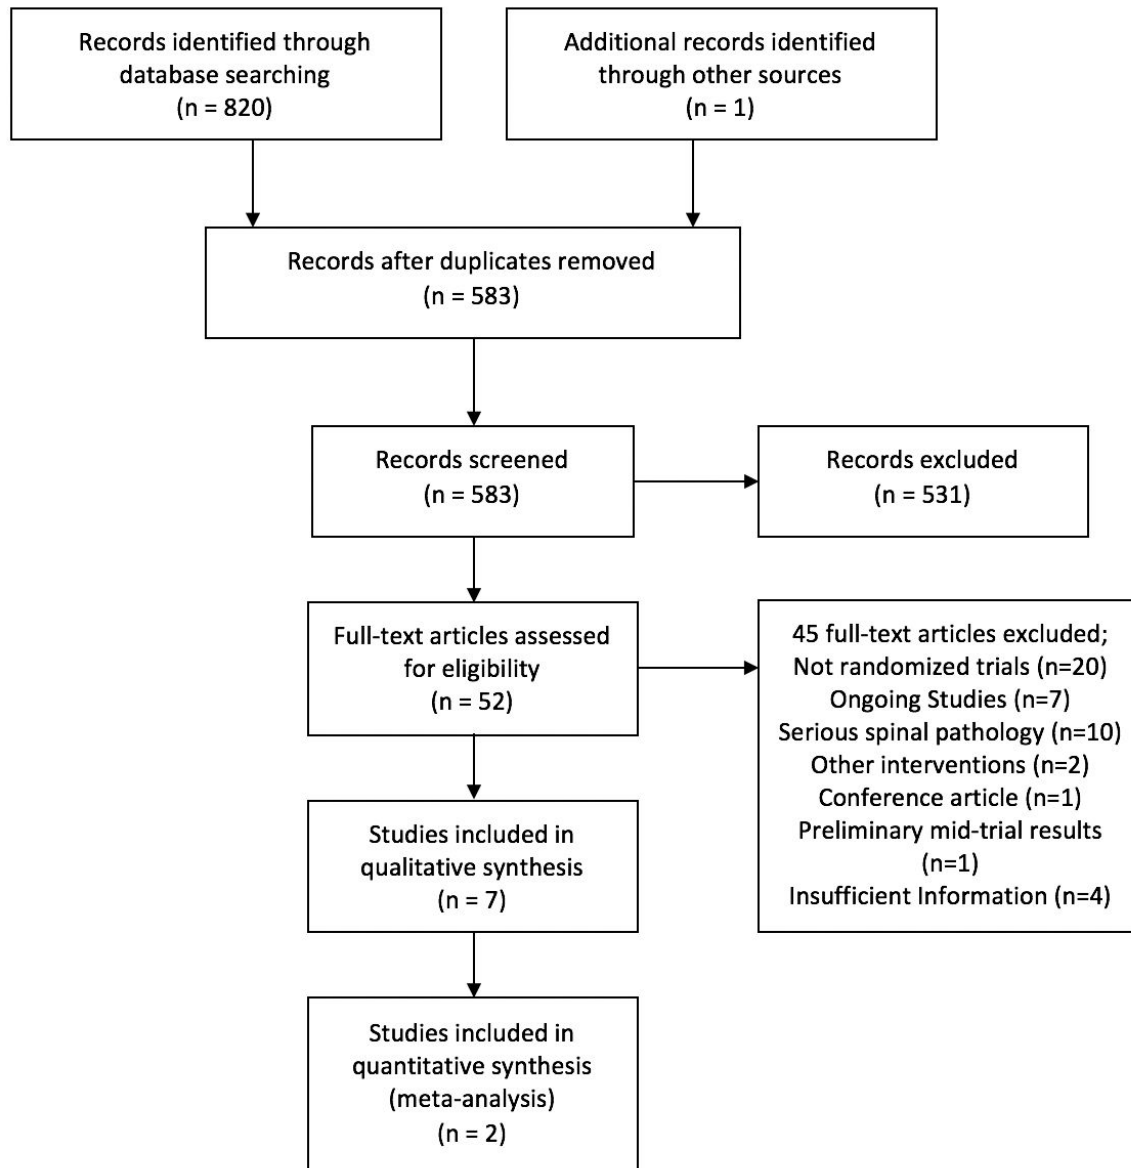 Records identified through
database searching
(n = 820)
Additional records identified
through other sources
(n = 1)
Records after duplicates removed
(n = 583)
Records screened
(n = 583)
Records excluded
(n = 531)
Full-text articles assessed
for eligibility
(n = 52)
45 full-text articles excluded;
Not randomized trials (n=20)
Ongoing Studies (n=7)
Serious spinal pathology (n=10)
Other interventions (n=2)
Conference article (n=1)
Preliminary mid-trial results
(n=1)
Insufficient Information (n=4)
Studies included in
qualitative synthesis
(n = 7)
Studies included in
quantitative synthesis
(meta-analysis)
(n = 2)